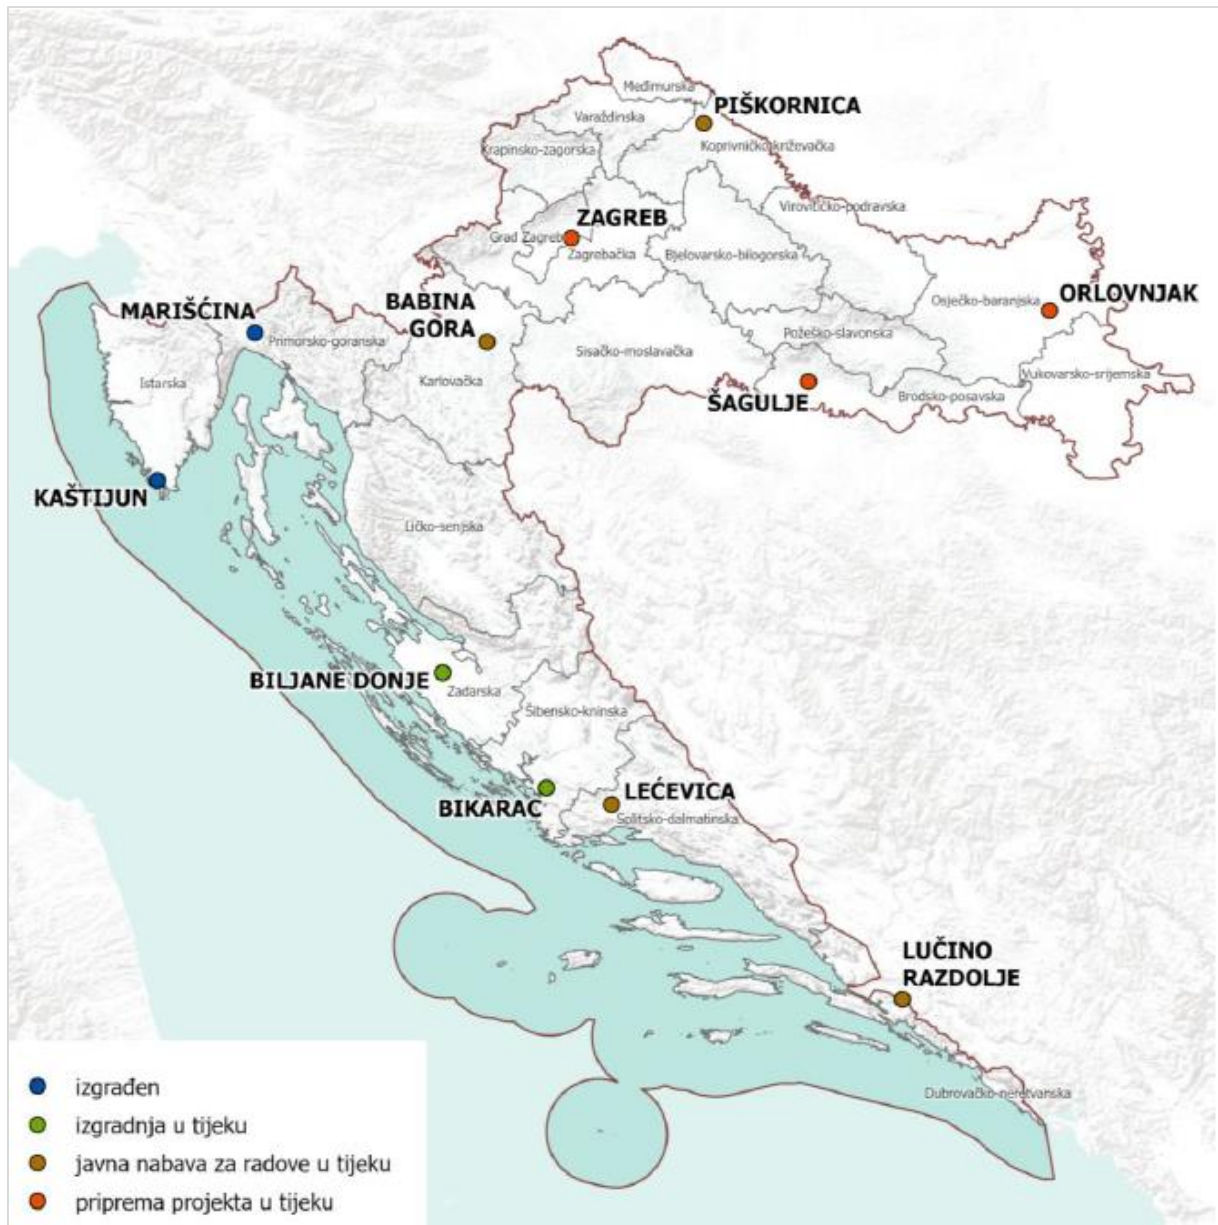 Međimurska
PIŠKORNICA
Varaždinska
Koprivničko-križevačka
Krapinsko-zagorska
Virovitičko-podravska
ZAGREB
Grad Zagreb
Zagrebačka
Bjelovarsko-bilogorska
ORLOVNJAK
Osječko-baranjska
BABINA
GORA
MARIŠĆINA
Primorsko-goranska
Požeško-slavonska
Sisačko-moslavačka
Vukovarsko-srijemska
Istarska
Karlovačka
ŠAGULJE
Brodsko-posavska
KAŠTIJUN
Ličko-senjska
BILJANE DONJE
Zadarska
Šibensko-kninska
LEĆEVICA
BIKARAC
Splitsko-dalmatinska
LUČINO
RAZDOLJE
Dubrovačko-neretvanska
izgrađen
izgradnja u tijeku
javna nabava za radove u tijeku
priprema projekta u tijeku